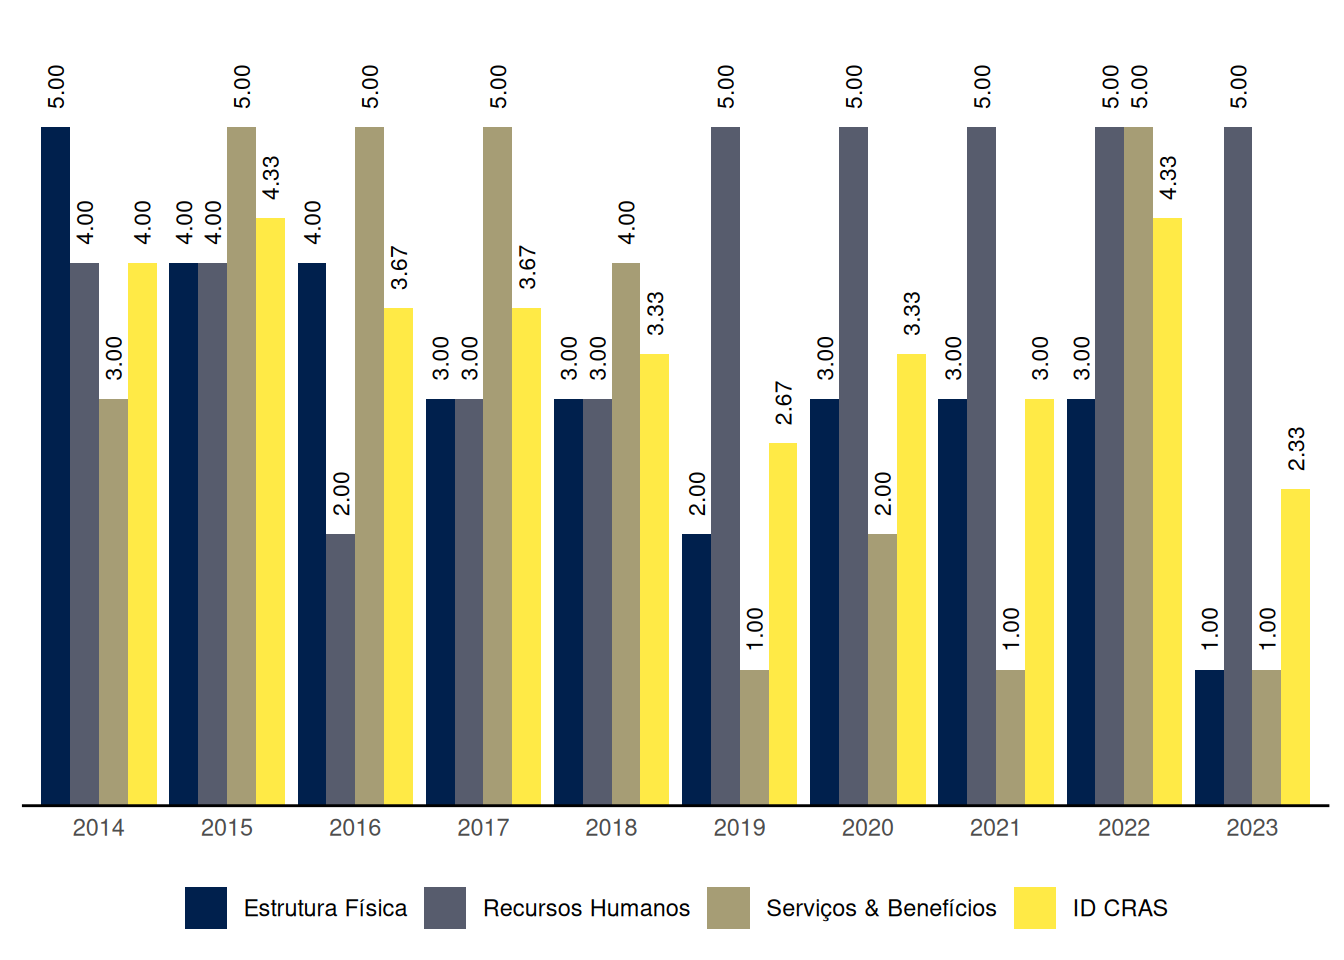 5.00 4.00 3.00 4.00
4.00 4.00 5.00 4.33
4.00 2.00 5.00 3.67
3.00 3.00 5.00 3.67
3.00 3.00 4.00 3.33
2.00 5.00 1.00 2.67
3.00 5.00 2.00 3.33
3.00 5.00 1.00 3.00
3.00 5.00 5.00 4.33
1.00 5.00 1.00 2.33
2014 2015 2016 2017 2018 2019 2020 2021 2022 2023
Estrutura Física Recursos Humanos Serviços & Benefícios ID CRAS